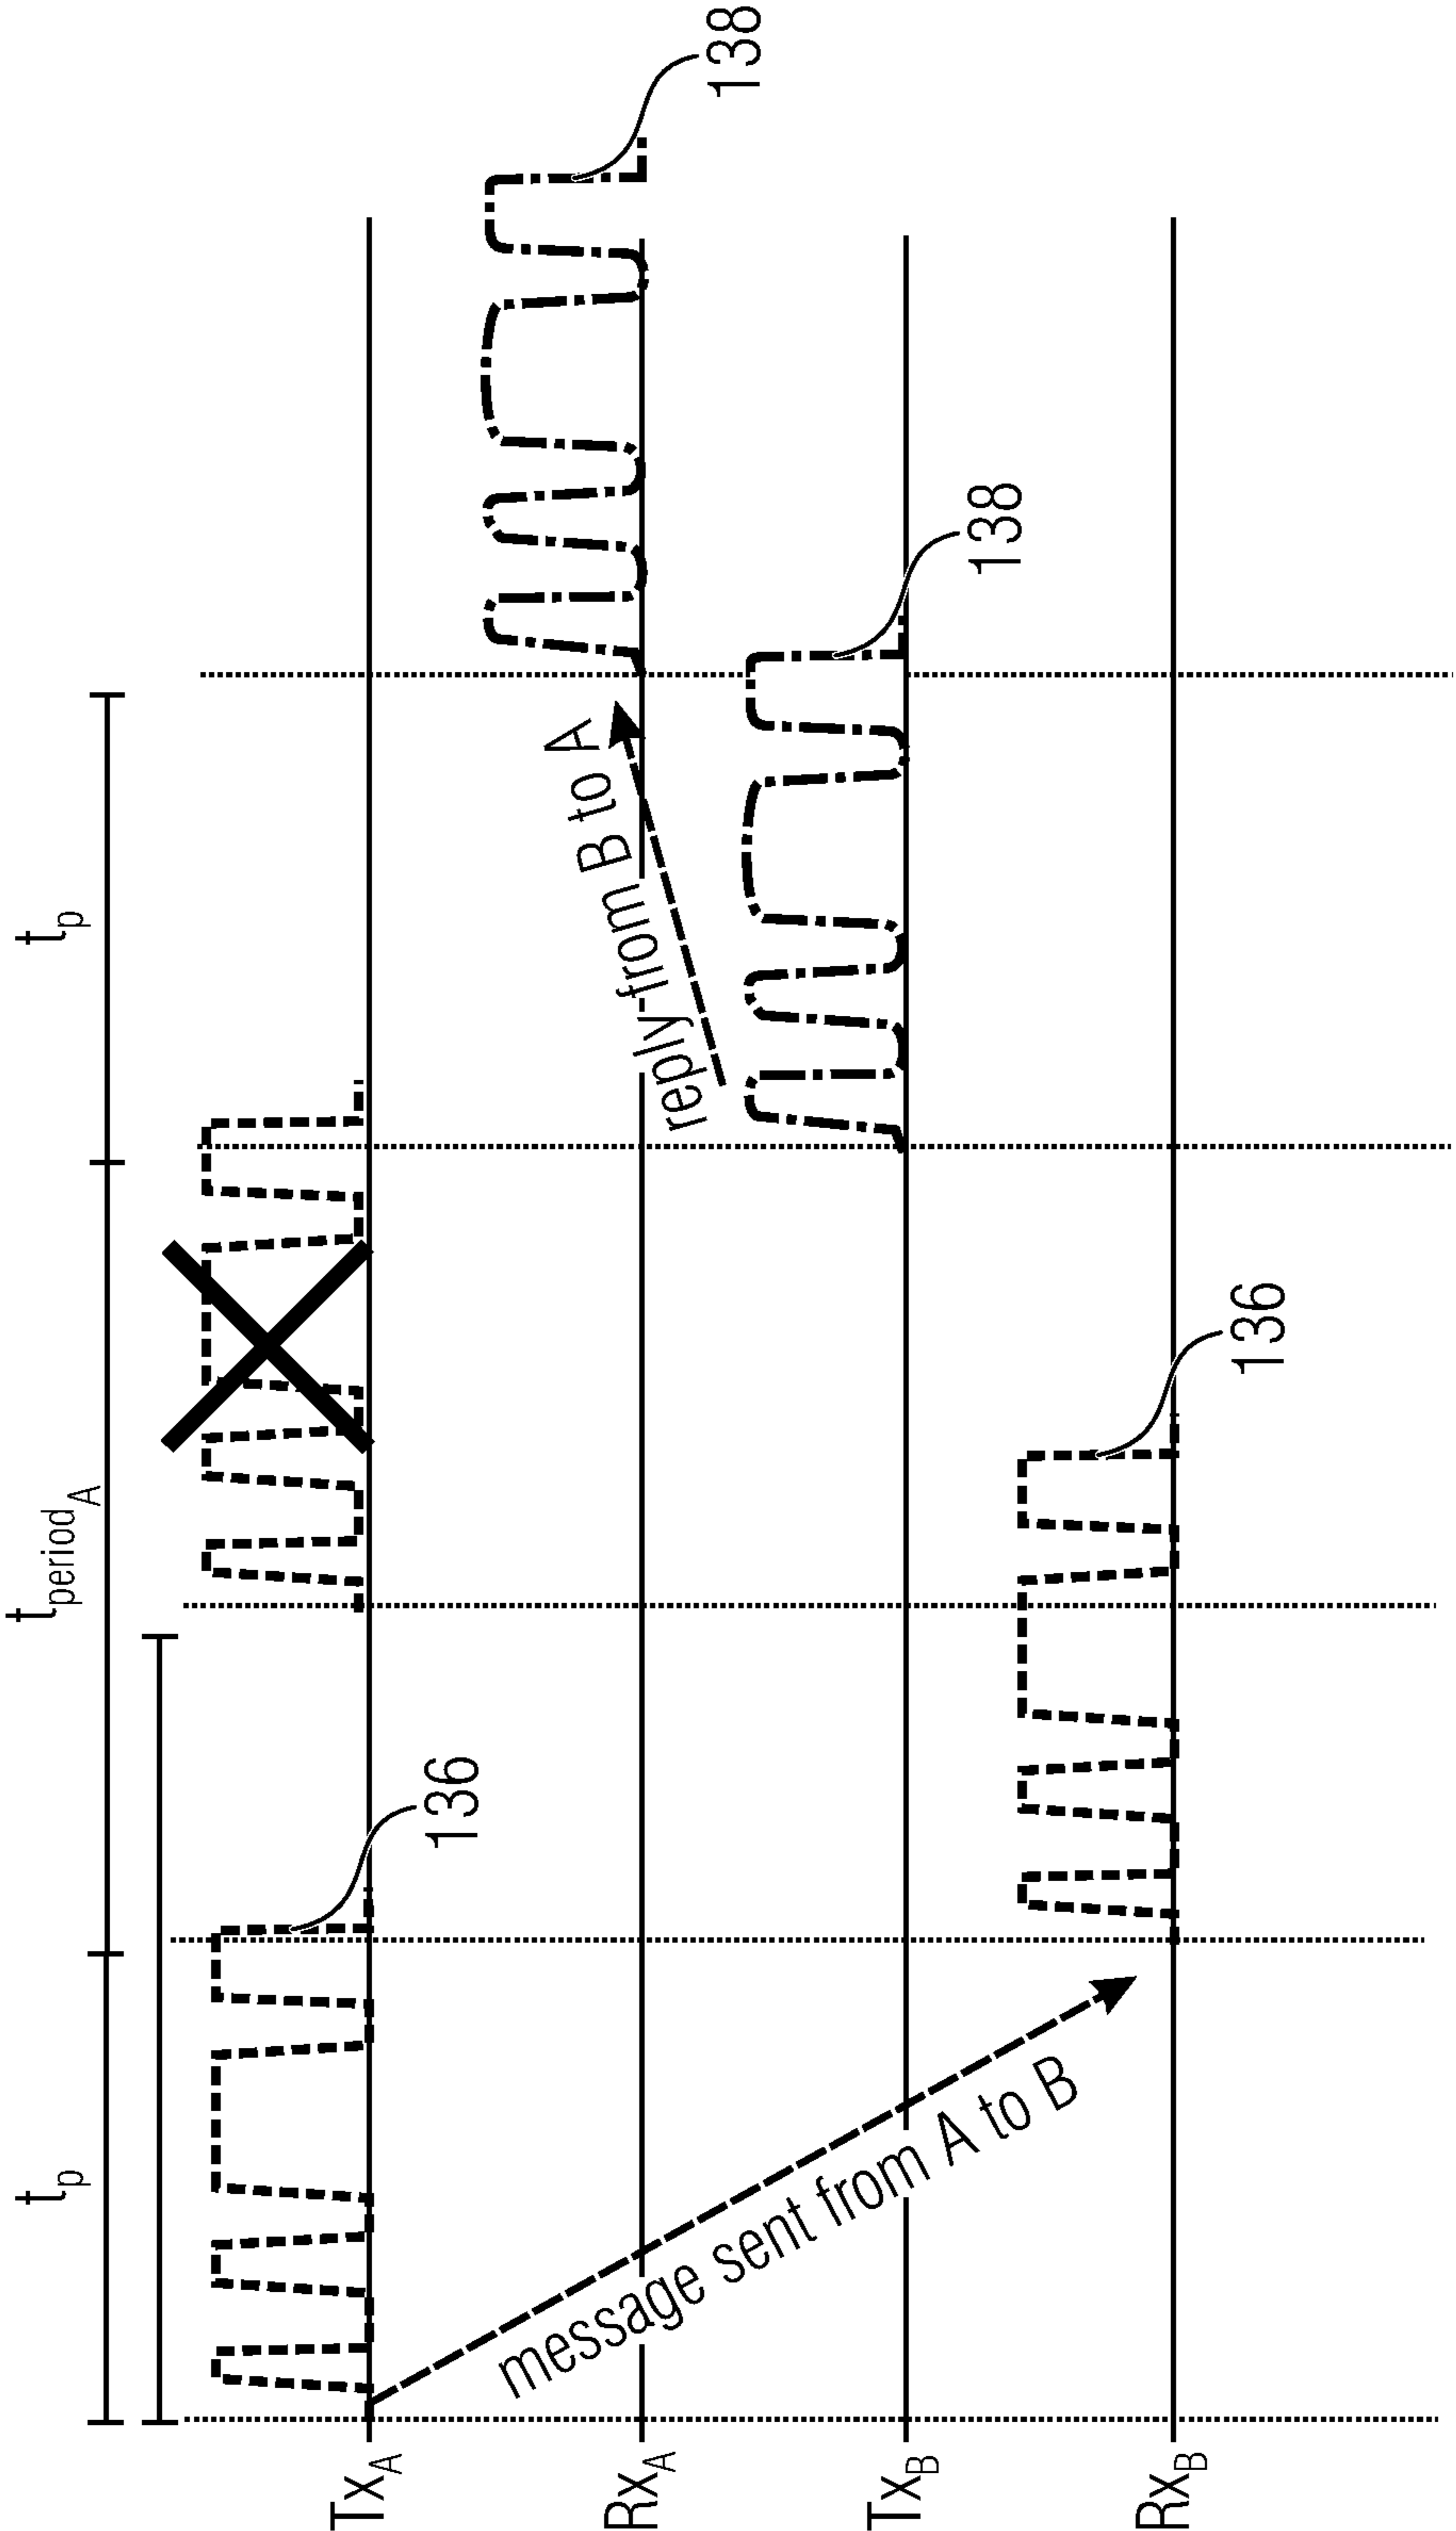 t_p
t_period_A
t_p
Tx_A
136
138
Rx_A
reply from B to A
138
Tx_B
message sent from A to B
136
Rx_B